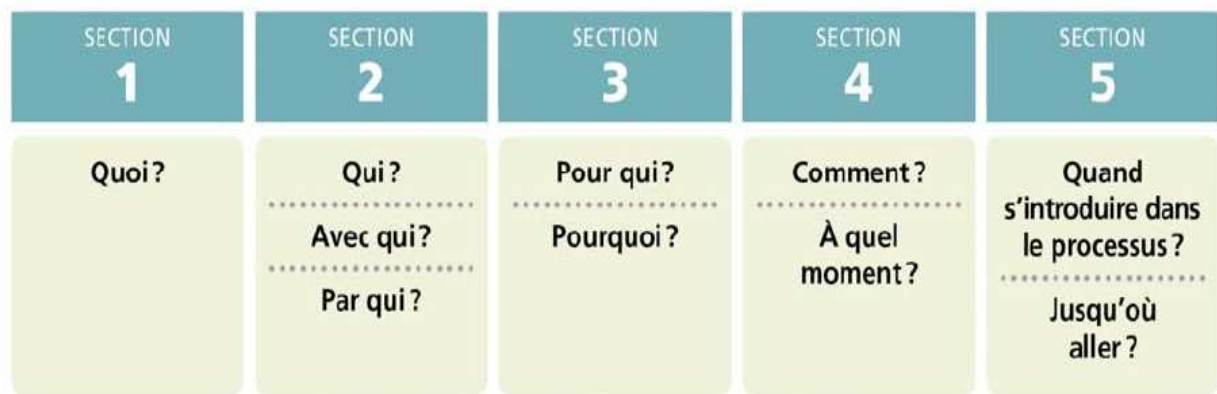 SECTION
1
Quoi ?
SECTION
2
Qui ?
Avec qui ?
Par qui ?
SECTION
3
Pour qui ?
Pourquoi ?
SECTION
4
Comment ?
À quel
moment ?
SECTION
5
Quand
s’introduire dans
le processus ?
Jusqu’où
aller ?